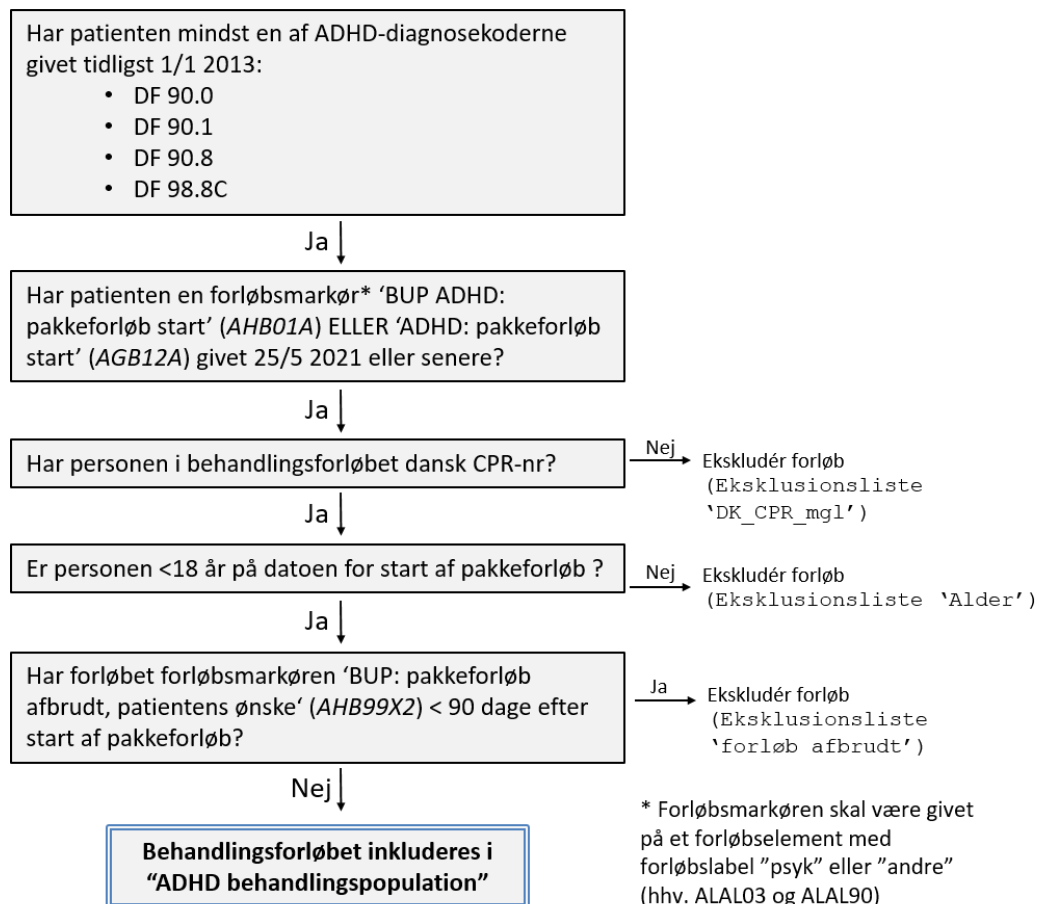 Har patienten mindst en af ADHD-diagnosekoderne
givet tidligst 1/1 2013:
• DF 90.0
• DF 90.1
• DF 90.8
• DF 98.8C
Ja
Har patienten en forløbsmarkør* ‘BUP ADHD:
pakkeforløb start’ (AHB01A) ELLER ‘ADHD: pakkeforløb
start’ (AGB12A) givet 25/5 2021 eller senere?
Ja
Har personen i behandlingsforløbet dansk CPR-nr?
Nej
Ekskludér forløb
(Eksklusionsliste
‘DK_CPR_mgl’)
Ja
Er personen <18 år på datoen for start af pakkeforløb ?
Nej
Ekskludér forløb
(Eksklusionsliste ‘Alder’)
Ja
Har forløbet forløbsmarkøren ‘BUP: pakkeforløb
afbrudt, patientens ønske‘ (AHB99X2) < 90 dage efter
start af pakkeforløb?
Ja
Ekskludér forløb
(Eksklusionsliste
‘forløb afbrudt’)
Nej
Behandlingsforløbet inkluderes i
“ADHD behandlingspopulation”
* Forløbsmarkøren skal være givet
på et forløbselement med
forløbslabel ”psyk” eller ”andre”
(hhv. ALAL03 og ALAL90)